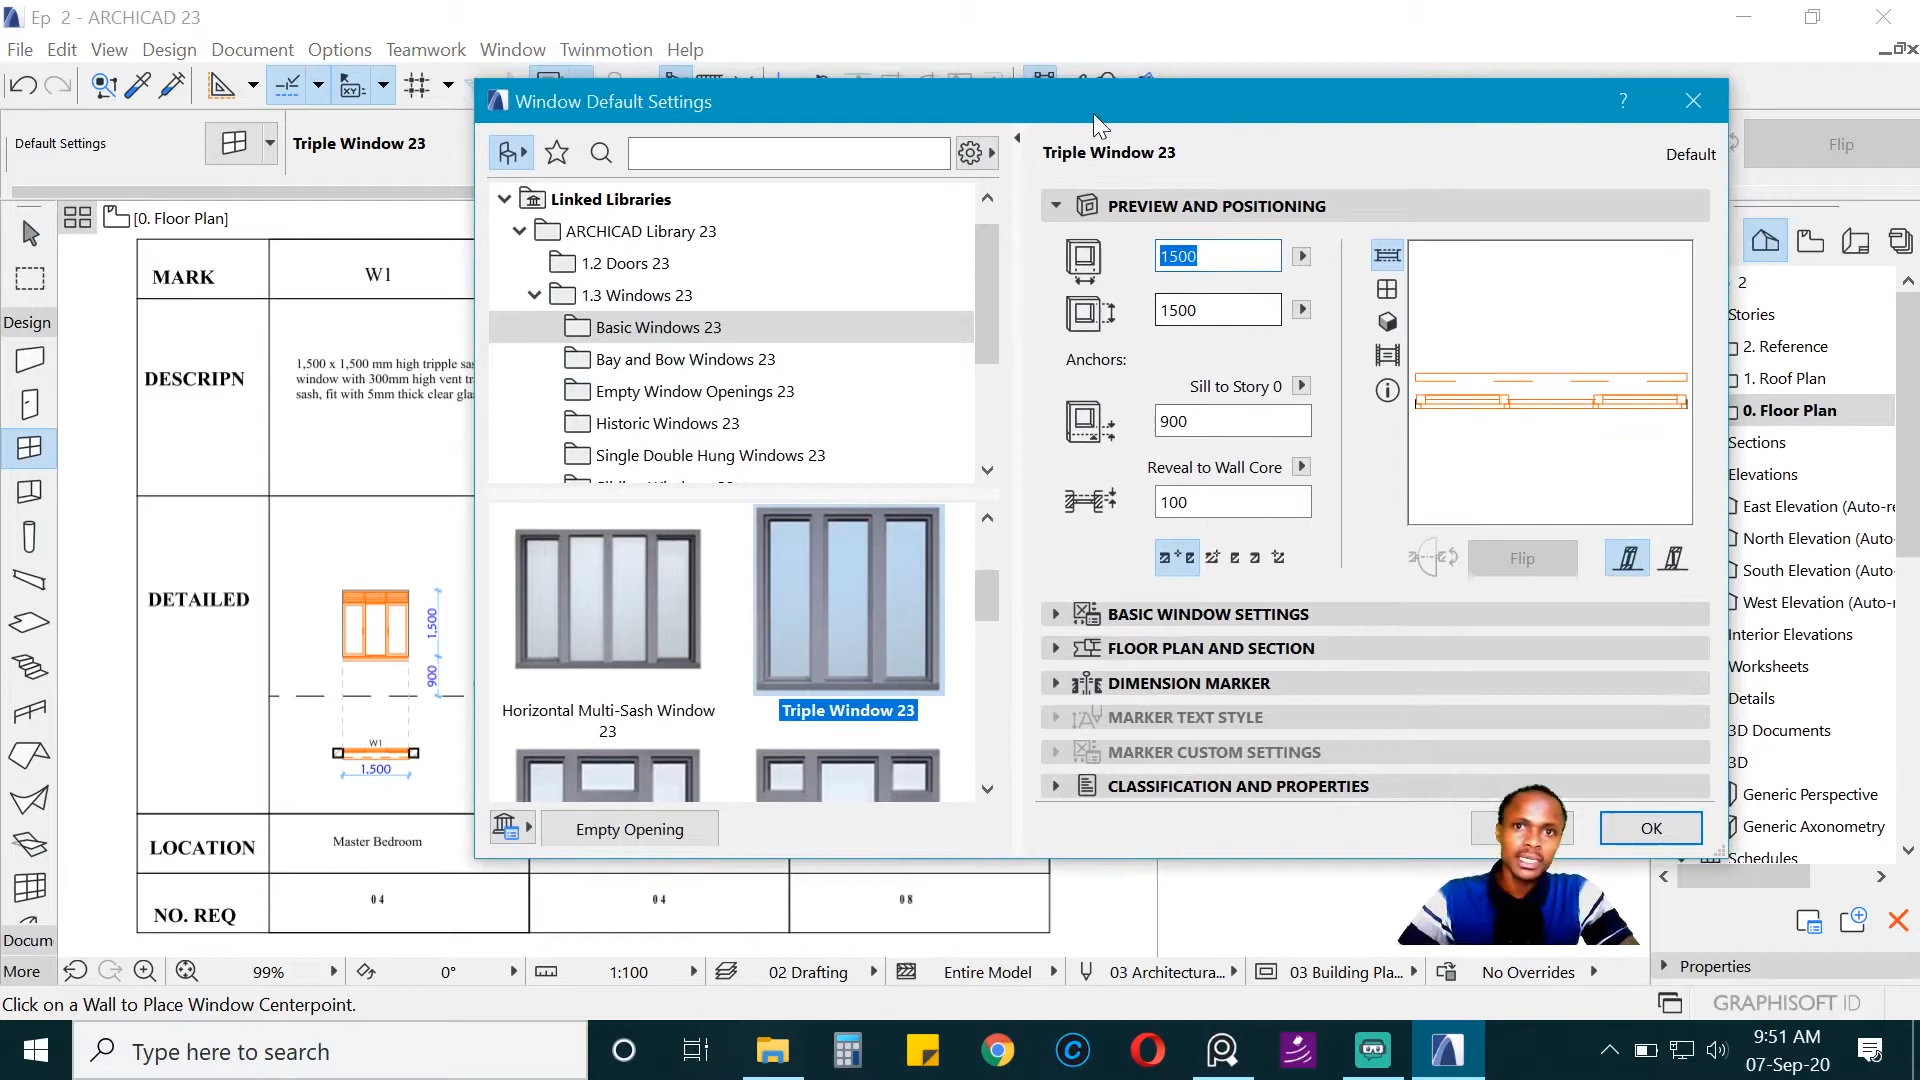 Ep 2 - ARCHICAD 23
File Edit View Design Document Options Teamwork Window Twinmotion Help
Window Default Settings
?
Default Settings
Triple Window 23
Flip
Triple Window 23
Default
[0. Floor Plan]
Linked Libraries
ARCHICAD Library 23
1.2 Doors 23
1.3 Windows 23
Basic Windows 23
Bay and Bow Windows 23
Empty Window Openings 23
Historic Windows 23
Single Double Hung Windows 23
Horizontal Multi-Sash Window
23
Triple Window 23
Empty Opening
PREVIEW AND POSITIONING
1500
1500
Anchors:
Sill to Story 0
900
Reveal to Wall Core
100
Flip
BASIC WINDOW SETTINGS
FLOOR PLAN AND SECTION
DIMENSION MARKER
MARKER TEXT STYLE
MARKER CUSTOM SETTINGS
CLASSIFICATION AND PROPERTIES
OK
Design
Docum
More
MARK
W1
DESCRIPN
1,500 x 1,500 mm high tripple sas
window with 300mm high vent tr
sash, fit with 5mm thick clear gla
DETAILED
1,500
900
W1
1,500
LOCATION
Master Bedroom
NO. REQ
04
04
08
2
Stories
2. Reference
1. Roof Plan
0. Floor Plan
Sections
Elevations
East Elevation (Auto-re
North Elevation (Auto-
South Elevation (Auto-
West Elevation (Auto-r
Interior Elevations
Worksheets
Details
3D Documents
3D
Generic Perspective
Generic Axonometry
Schedules
Properties
99%
0°
1:100
02 Drafting
Entire Model
03 Architectura...
03 Building Pla...
No Overrides
Click on a Wall to Place Window Centerpoint.
GRAPHISOFT ID
Type here to search
9:51 AM
07-Sep-20